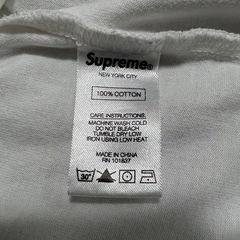 Supreme®
NEW YORK CITY
100% COTTON
CARE INSTRUCTIONS:
MACHINE WASH COLD
DO NOT BLEACH
TUMBLE DRY LOW
IRON USING LOW HEAT
MADE IN CHINA
RN 101837
30°